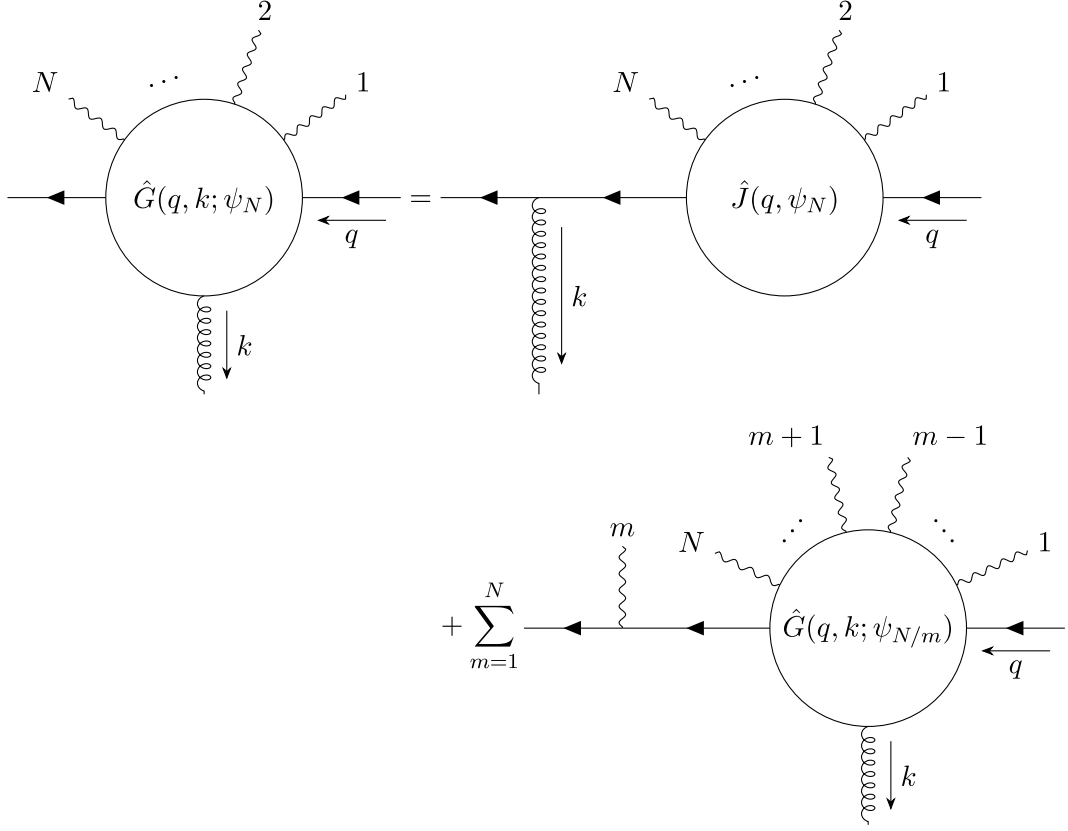 2
N
⋯
1
Ĝ(q, k; ψ_N)
q
k
=
2
N
⋯
1
Ĵ(q, ψ_N)
q
k
m + 1
m − 1
⋯
⋯
m
N
1
+ ∑_{m=1}^{N}
Ĝ(q, k; ψ_{N/m})
q
k